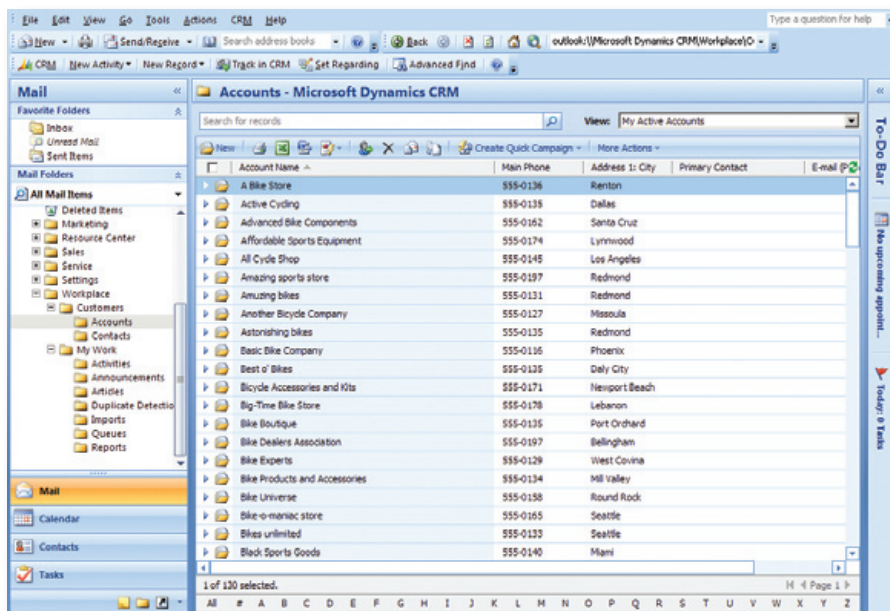 File Edit View Go Tools Actions CRM Help
Type a question for help
New Send/Receive Search address books Back outlook:\\Microsoft Dynamics CRM\Workplace\C
CRM New Activity New Record Track in CRM Set Regarding Advanced Find
Mail
Favorite Folders
Inbox
Unread Mail
Sent Items
Mail Folders
All Mail Items
Deleted Items
Marketing
Resource Center
Sales
Service
Settings
Workplace
Customers
Accounts
Contacts
My Work
Activities
Announcements
Articles
Duplicate Detectio
Imports
Queues
Reports
Mail
Calendar
Contacts
Tasks
Accounts - Microsoft Dynamics CRM
Search for records View: My Active Accounts
New Create Quick Campaign More Actions
Account Name Main Phone Address 1: City Primary Contact E-mail (P
A Bike Store 555-0136 Renton
Active Cycling 555-0135 Dallas
Advanced Bike Components 555-0162 Santa Cruz
Affordable Sports Equipment 555-0174 Lynnwood
All Cycle Shop 555-0145 Los Angeles
Amazing sports store 555-0197 Redmond
Amuzing bikes 555-0131 Redmond
Another Bicycle Company 555-0127 Missoula
Astonishing bikes 555-0135 Redmond
Basic Bike Company 555-0116 Phoenix
Best o' Bikes 555-0135 Daly City
Bicycle Accessories and Kits 555-0171 Newport Beach
Big-Time Bike Store 555-0178 Lebanon
Bike Boutique 555-0135 Port Orchard
Bike Dealers Association 555-0197 Bellingham
Bike Experts 555-0129 West Covina
Bike Products and Accessories 555-0134 Mill Valley
Bike Universe 555-0158 Round Rock
Bike-o-maniac store 555-0165 Seattle
Bikes unlimited 555-0133 Seattle
Black Sports Goods 555-0140 Miami
1 of 130 selected. Page 1
All # A B C D E F G H I J K L M N O P Q R S T U V W X Y Z
To-Do Bar
No upcoming appoint...
Today: 0 Tasks